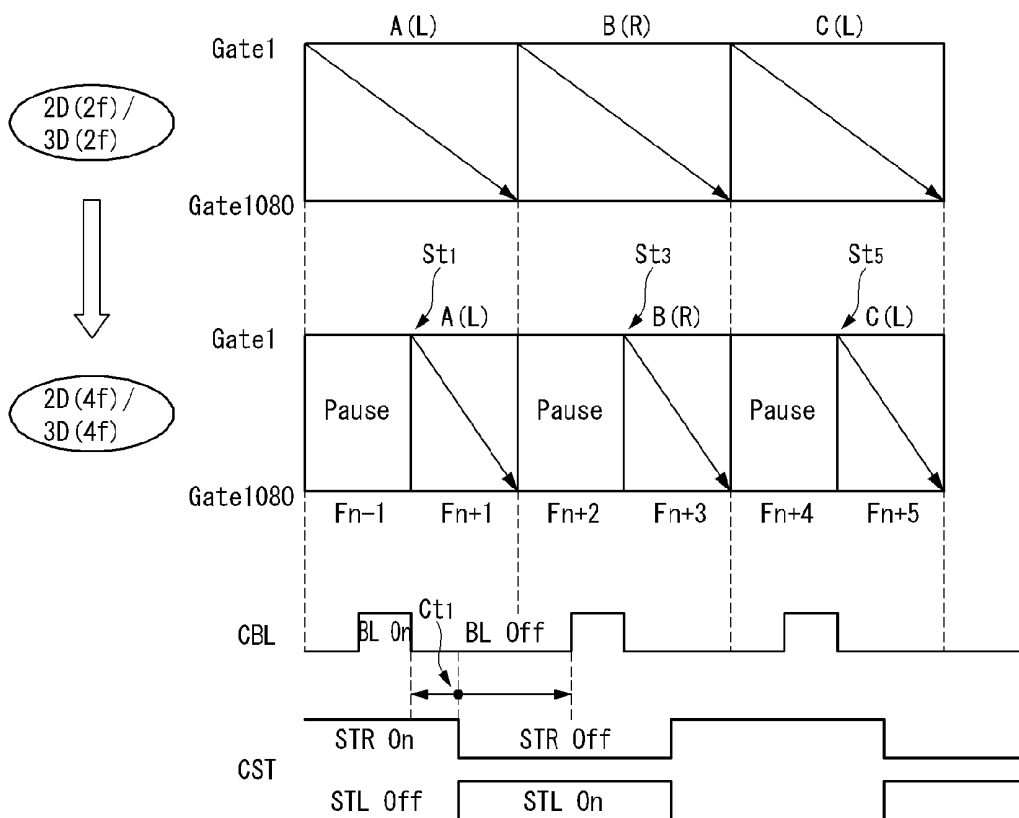 A(L) B(R) C(L)
Gate1
2D(2f)/
3D(2f)
Gate1080
St1 St3 St5
A(L) B(R) C(L)
Gate1
2D(4f)/
3D(4f)
Pause Pause Pause
Gate1080
Fn-1 Fn+1 Fn+2 Fn+3 Fn+4 Fn+5
Ct1
CBL BL On BL Off
STR On STR Off
CST
STL Off STL On